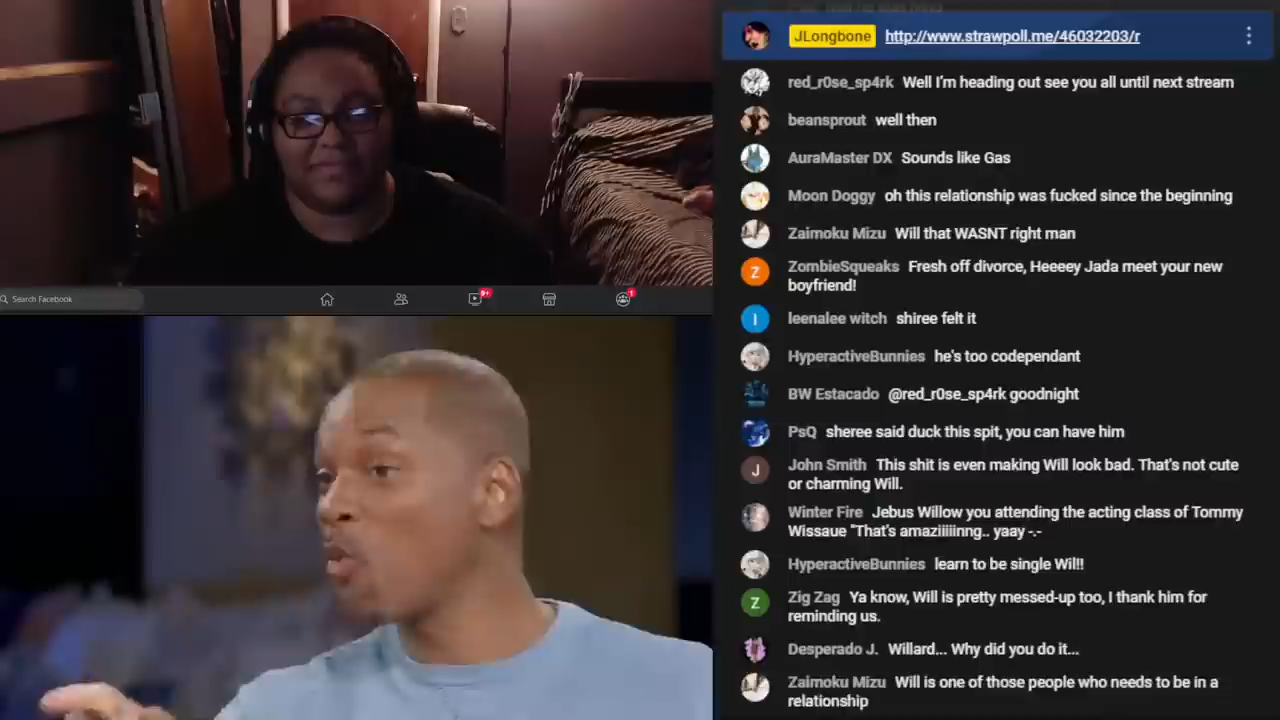 JLongbone http://www.strawpoll.me/46032203/r
red_r0se_sp4rk Well I'm heading out see you all until next stream
beansprout well then
AuraMaster DX Sounds like Gas
Moon Doggy oh this relationship was fucked since the beginning
Zaimoku Mizu Will that WASNT right man
Z ZombieSqueaks Fresh off divorce, Heeeey Jada meet your new
boyfriend!
l leenalee witch shiree felt it
HyperactiveBunnies he's too codependant
BW Estacado @red_r0se_sp4rk goodnight
PsQ sheree said duck this spit, you can have him
J John Smith This shit is even making Will look bad. That's not cute
or charming Will.
Winter Fire Jebus Willow you attending the acting class of Tommy
Wissaue "That's amaziiiiinng.. yaay -.-
HyperactiveBunnies learn to be single Wil!!
Z Zig Zag Ya know, Will is pretty messed-up too, I thank him for
reminding us.
Desperado J. Willard... Why did you do it...
Zaimoku Mizu Will is one of those people who needs to be in a
relationship
Search Facebook
9+
1